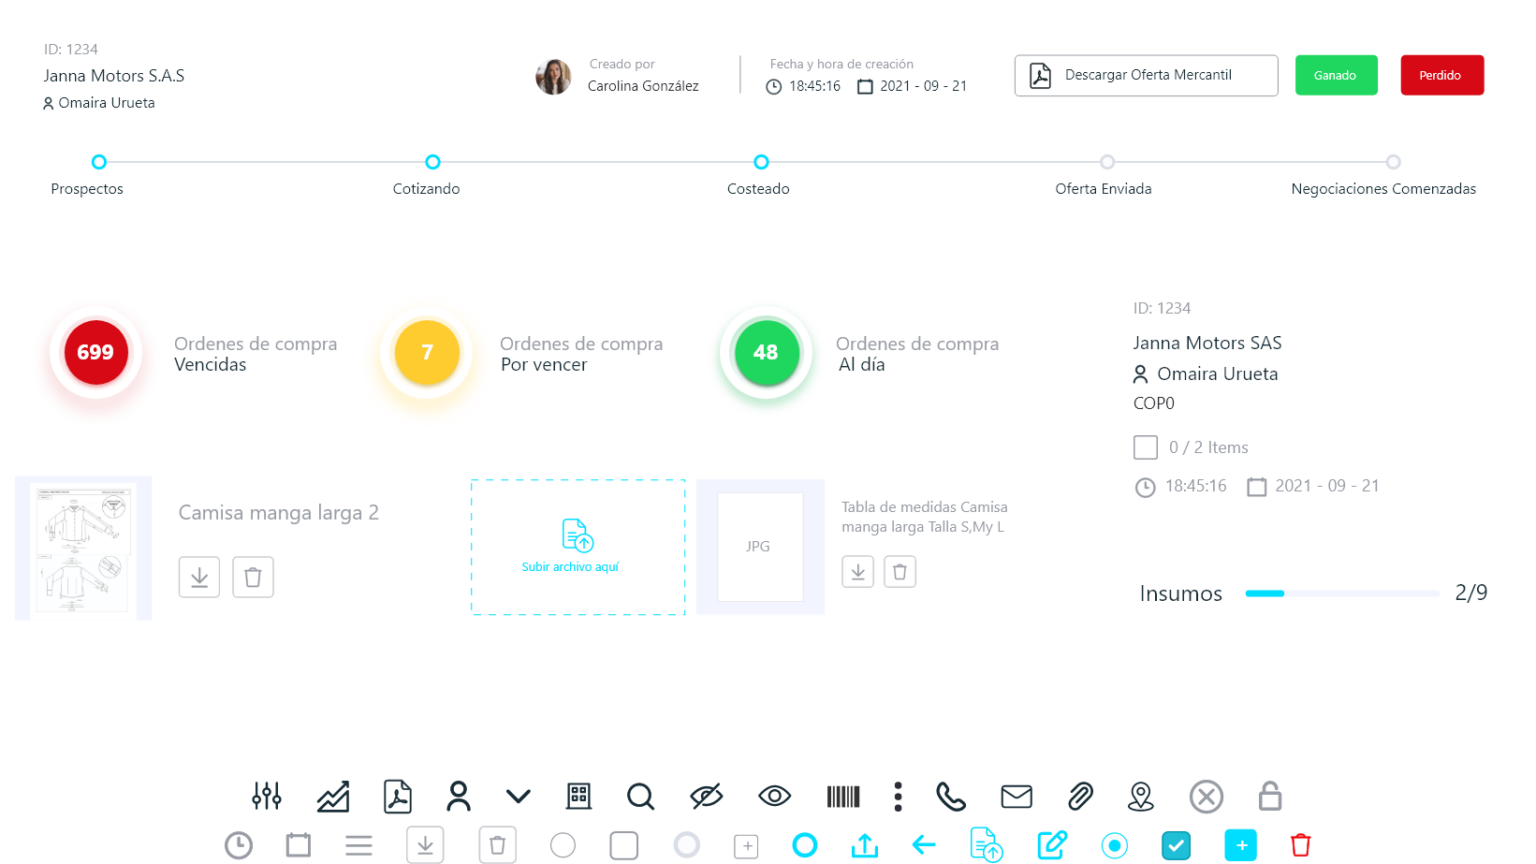 ID: 1234
Janna Motors S.A.S
Omaira Urueta
Creado por
Carolina González
Fecha y hora de creación
18:45:16 2021 - 09 - 21
Descargar Oferta Mercantil
Ganado
Perdido
Prospectos
Cotizando
Costeado
Oferta Enviada
Negociaciones Comenzadas
699
Ordenes de compra
Vencidas
7
Ordenes de compra
Por vencer
48
Ordenes de compra
Al día
ID: 1234
Janna Motors SAS
Omaira Urueta
COP0
0 / 2 Items
18:45:16 2021 - 09 - 21
Camisa manga larga 2
Subir archivo aquí
JPG
Tabla de medidas Camisa
manga larga Talla S,My L
Insumos 2/9